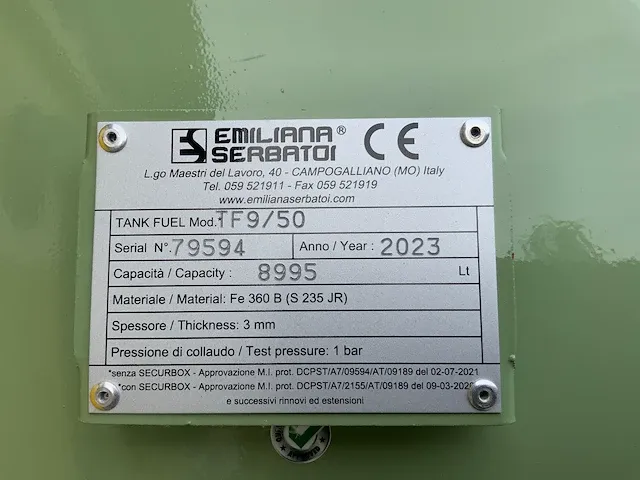 EMILIANA® CE
SERBATOI
L.go Maestri del Lavoro, 40 - CAMPOGALLIANO (MO) Italy
Tel. 059 521911 - Fax 059 521919
www.emilianaserbatoi.com
TANK FUEL Mod. TF9/50
Serial N°. 79594 Anno / Year : 2023
Capacità / Capacity : 8995 Lt
Materiale / Material: Fe 360 B (S 235 JR)
Spessore / Thickness: 3 mm
Pressione di collaudo / Test pressure: 1 bar
*senza SECURBOX - Approvazione M.I. prot. DCPST/A7/09594/AT/09189 del 02-07-2021
*con SECURBOX - Approvazione M.I. prot. DCPST/A7/2155/AT/09189 del 09-03-2020
e successivi rinnovi ed estensioni